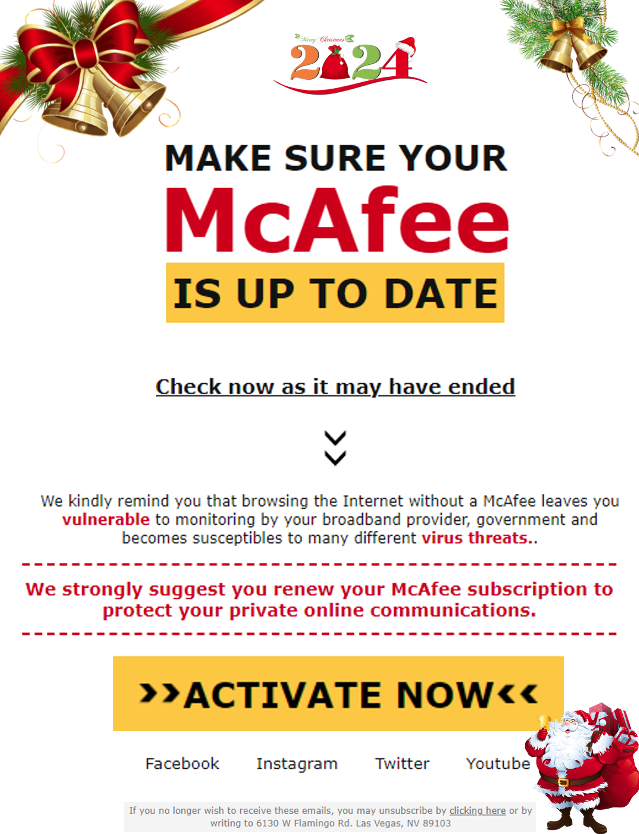 Merry Christmas
2024
MAKE SURE YOUR
McAfee
IS UP TO DATE
Check now as it may have ended
We kindly remind you that browsing the Internet without a McAfee leaves you
vulnerable to monitoring by your broadband provider, government and
becomes susceptibles to many different virus threats..
We strongly suggest you renew your McAfee subscription to
protect your private online communications.
>>ACTIVATE NOW<<
Facebook Instagram Twitter Youtube
If you no longer wish to receive these emails, you may unsubscribe by clicking here or by
writing to 6130 W Flamingo Rd. Las Vegas, NV 89103